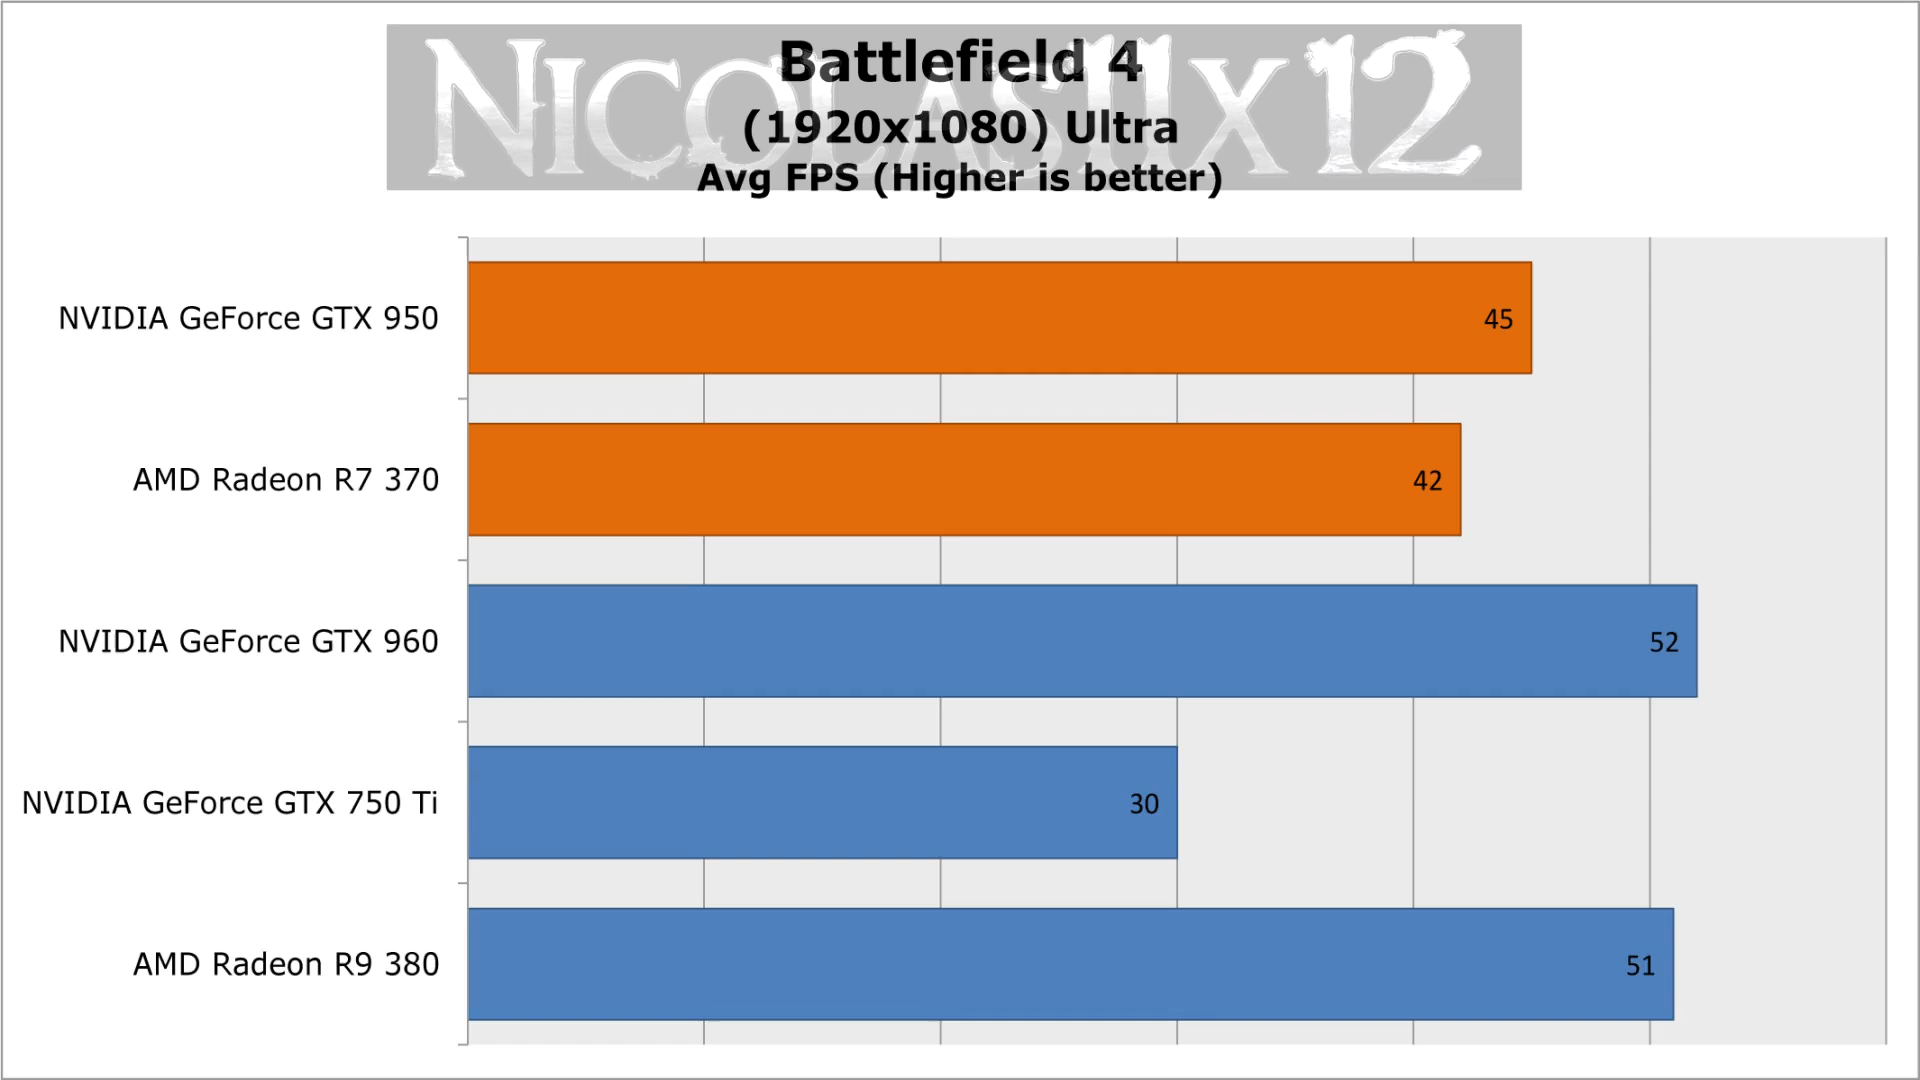 Nicolas11x12
Battlefield 4
(1920x1080) Ultra
Avg FPS (Higher is better)
NVIDIA GeForce GTX 950
45
AMD Radeon R7 370
42
NVIDIA GeForce GTX 960
52
NVIDIA GeForce GTX 750 Ti
30
AMD Radeon R9 380
51